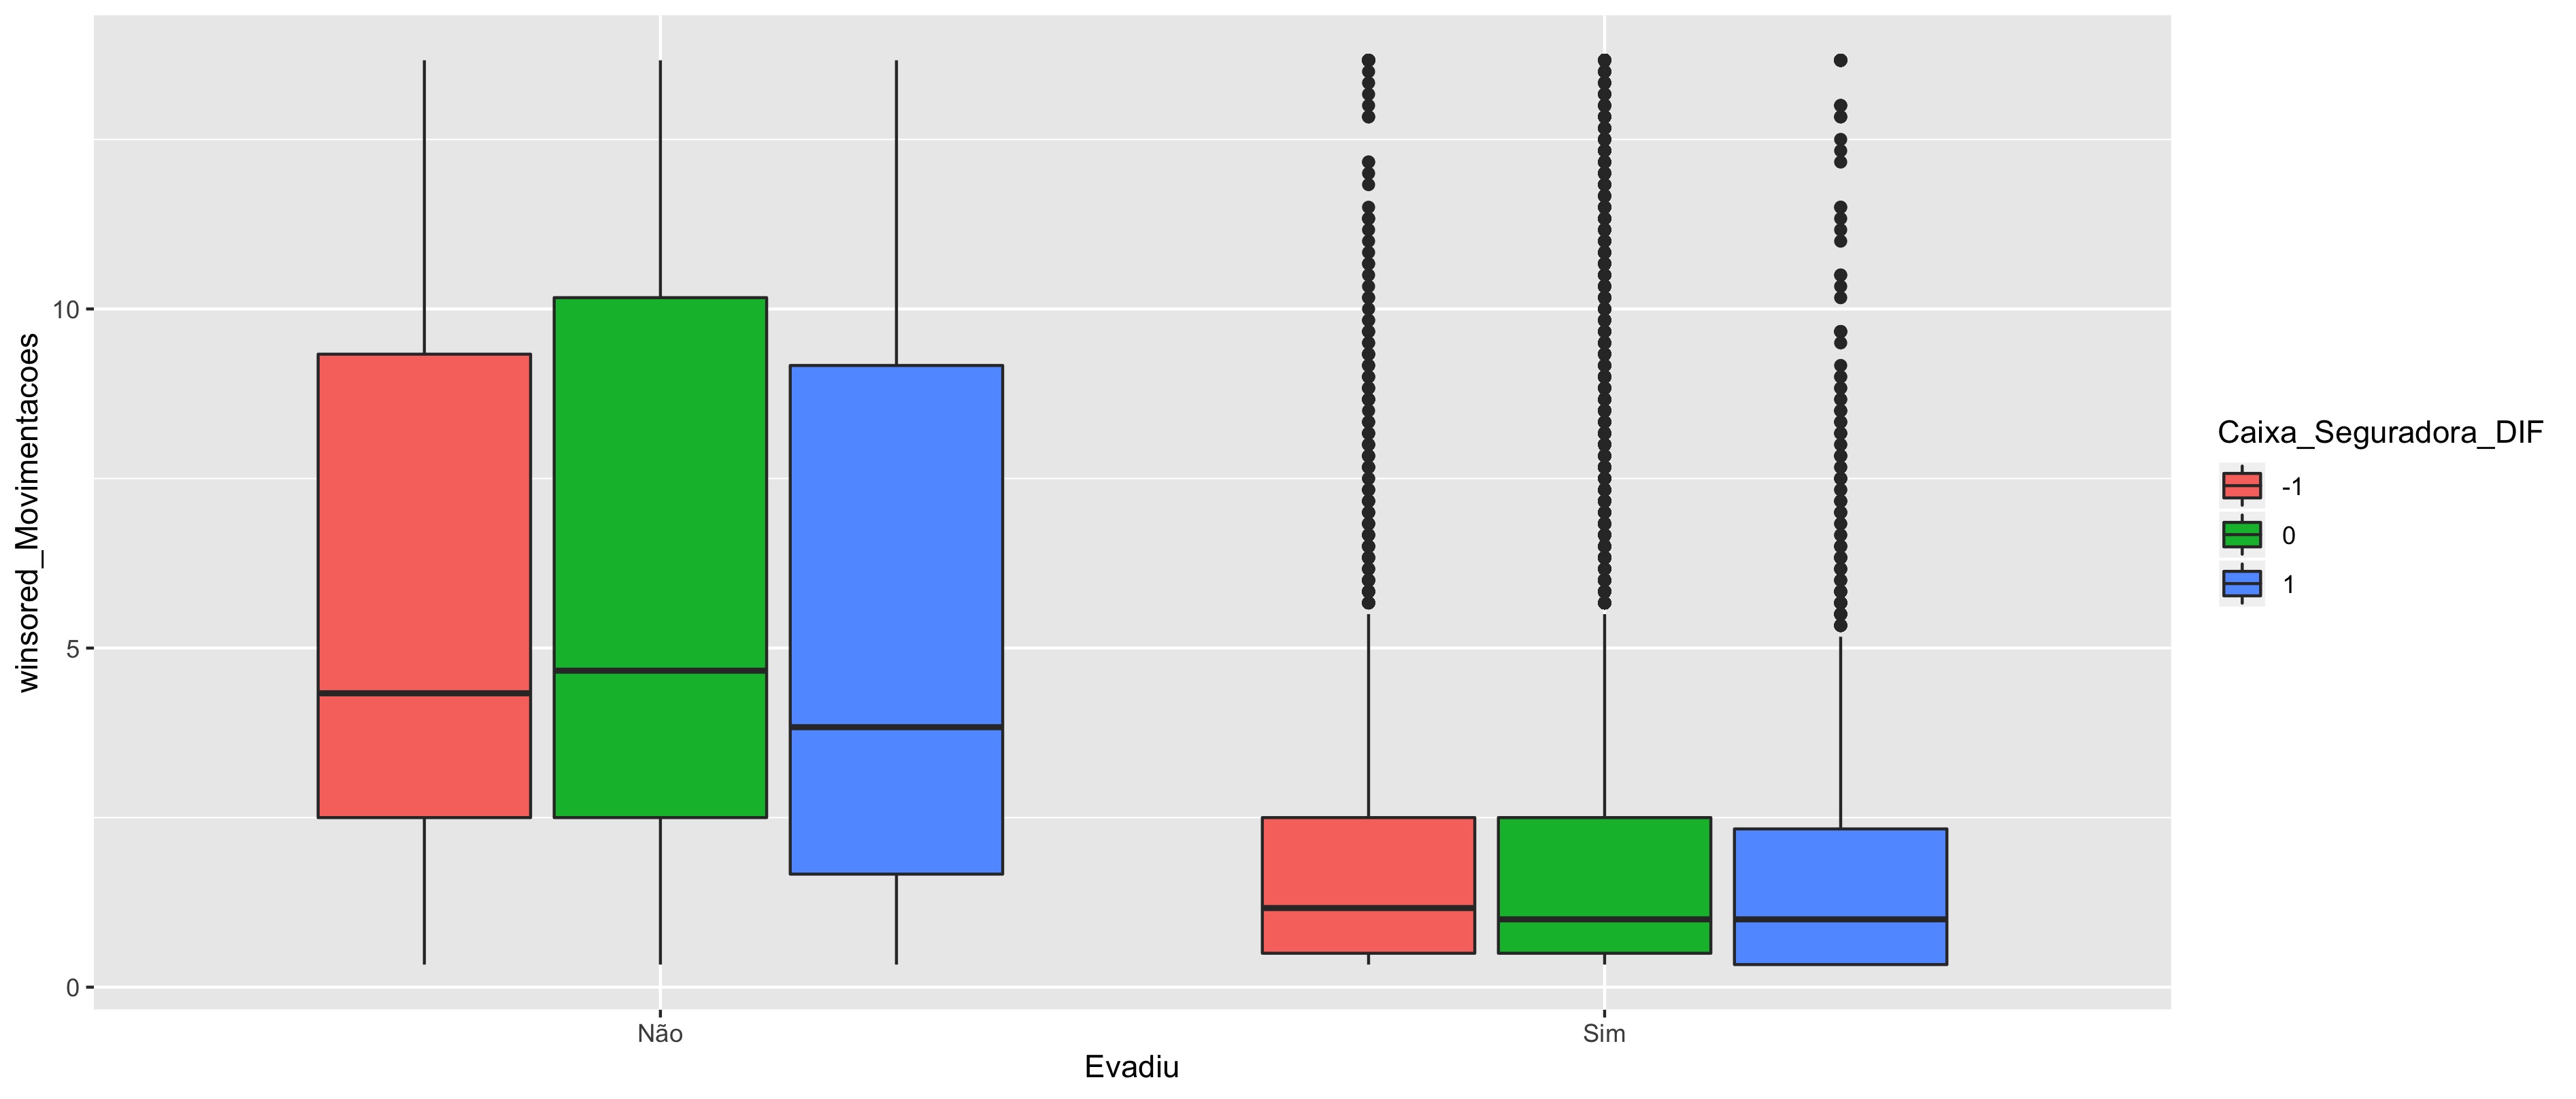 winsored_Movimentacoes
10
5
0
Não
Sim
Evadiu
Caixa_Seguradora_DIF
-1
0
1